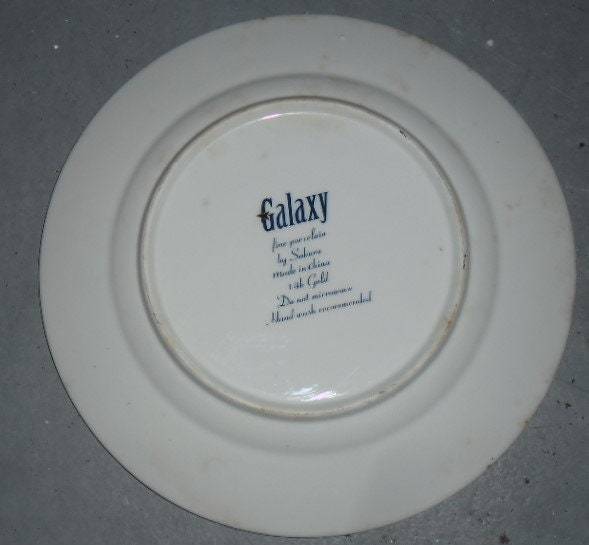 Galaxy
fine porcelain
by Sakura
Made in China
14k Gold
Do not microwave
Hand wash recommended